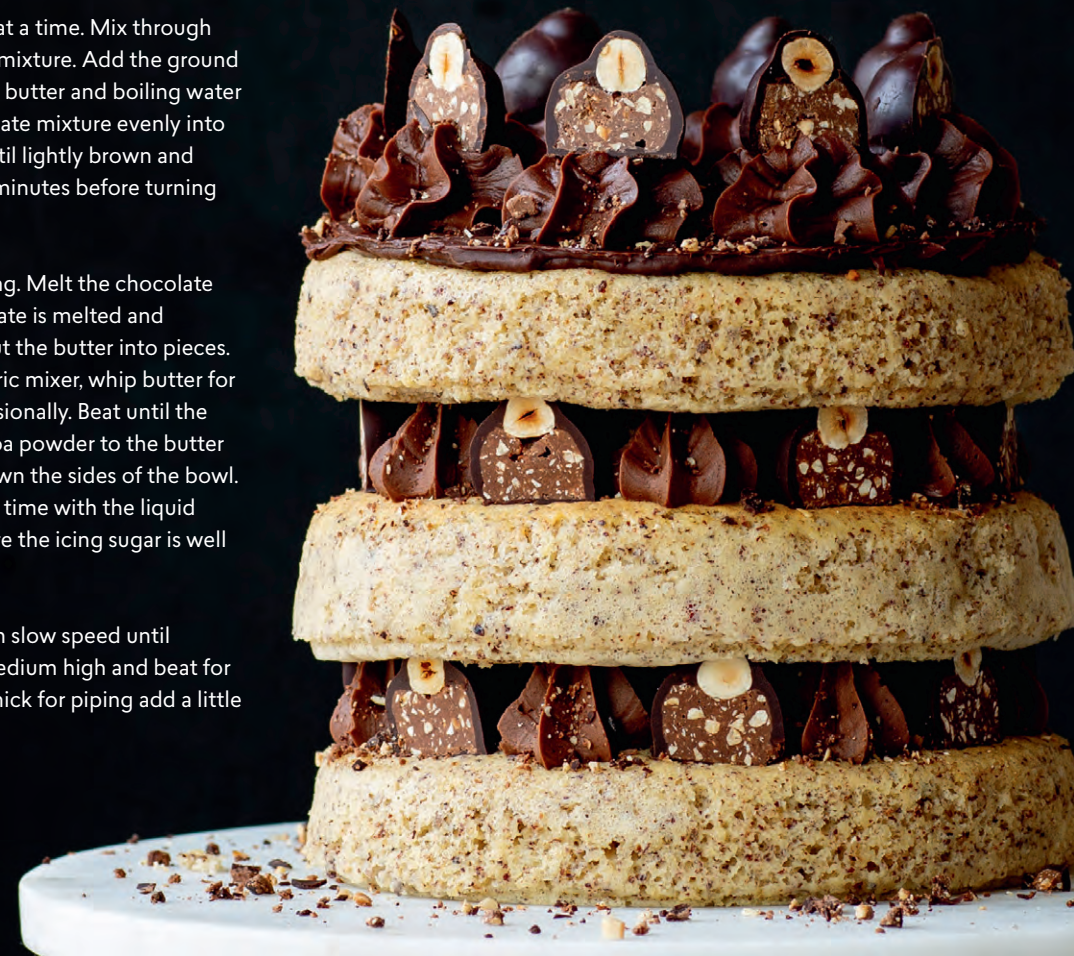 at a time. Mix through
mixture. Add the ground
butter and boiling water
ate mixture evenly into
til lightly brown and
minutes before turning
ng. Melt the chocolate
ate is melted and
ut the butter into pieces.
ric mixer, whip butter for
sionally. Beat until the
oa powder to the butter
wn the sides of the bowl.
time with the liquid
e the icing sugar is well
n slow speed until
edium high and beat for
hick for piping add a little